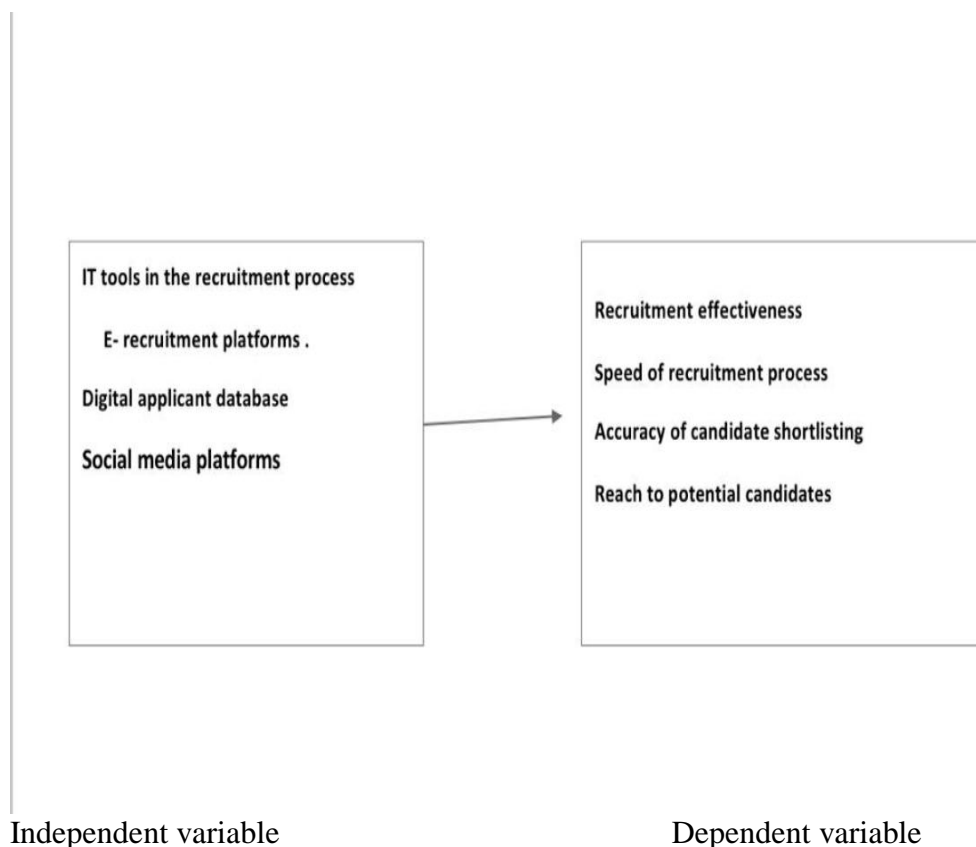 IT tools in the recruitment process
E- recruitment platforms .
Digital applicant database
Social media platforms
Recruitment effectiveness
Speed of recruitment process
Accuracy of candidate shortlisting
Reach to potential candidates
Independent variable
Dependent variable